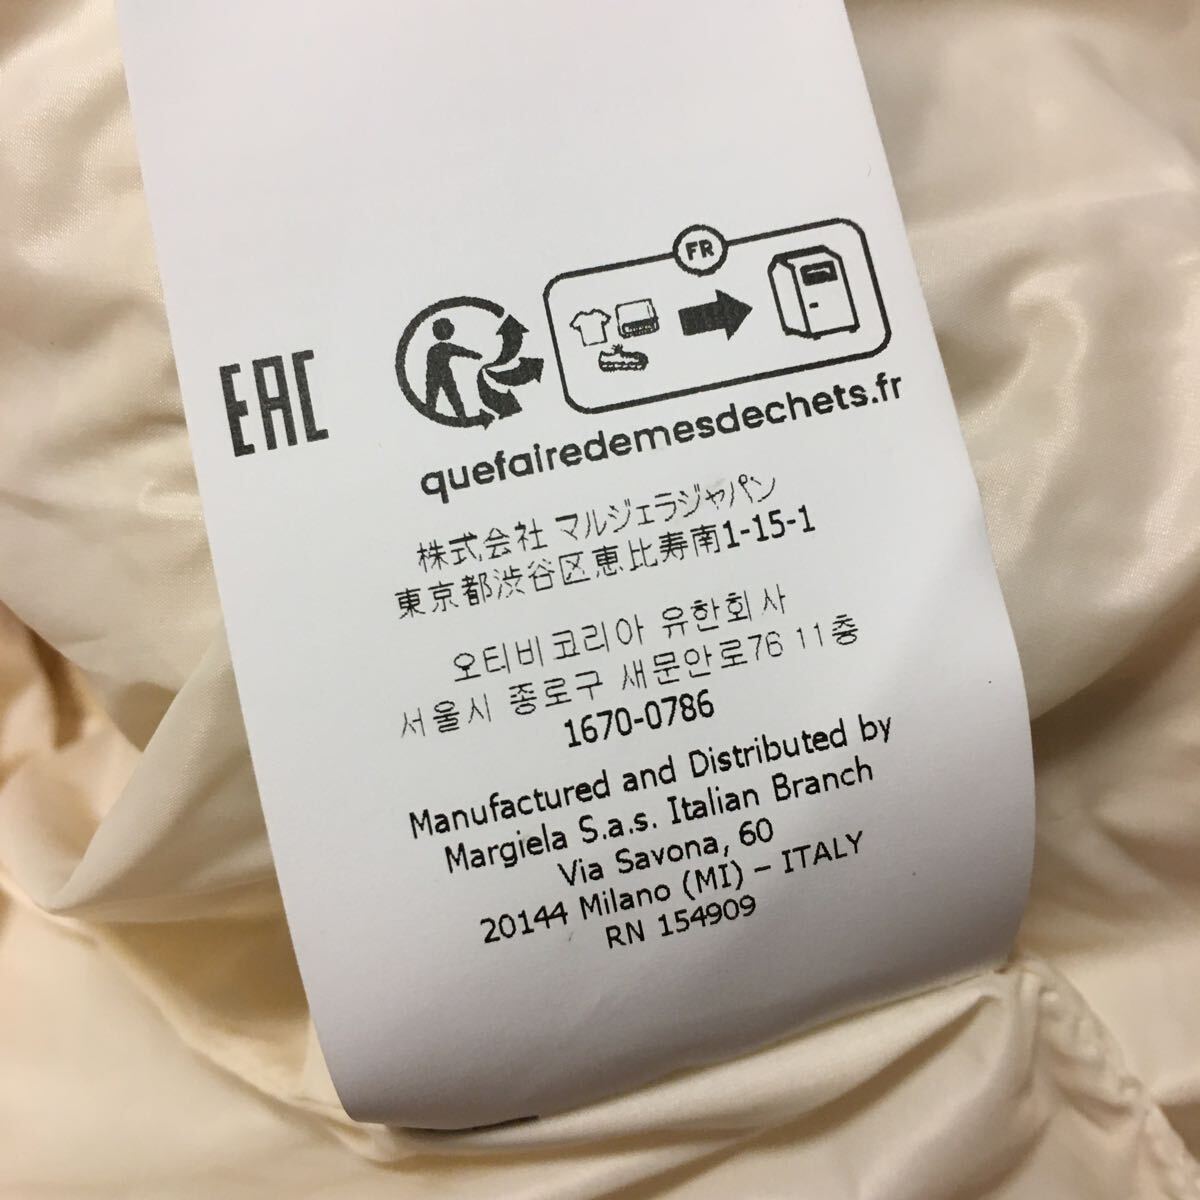 FR
EAC
quefairedemesdechets.fr
株式会社 マルジェラジャパン
東京都渋谷区恵比寿南1-15-1
오티비코리아 유한회사
서울시 종로구 새문안로76 11층
1670-0786
Manufactured and Distributed by
Margiela S.a.s. Italian Branch
Via Savona, 60
20144 Milano (MI) – ITALY
RN 154909